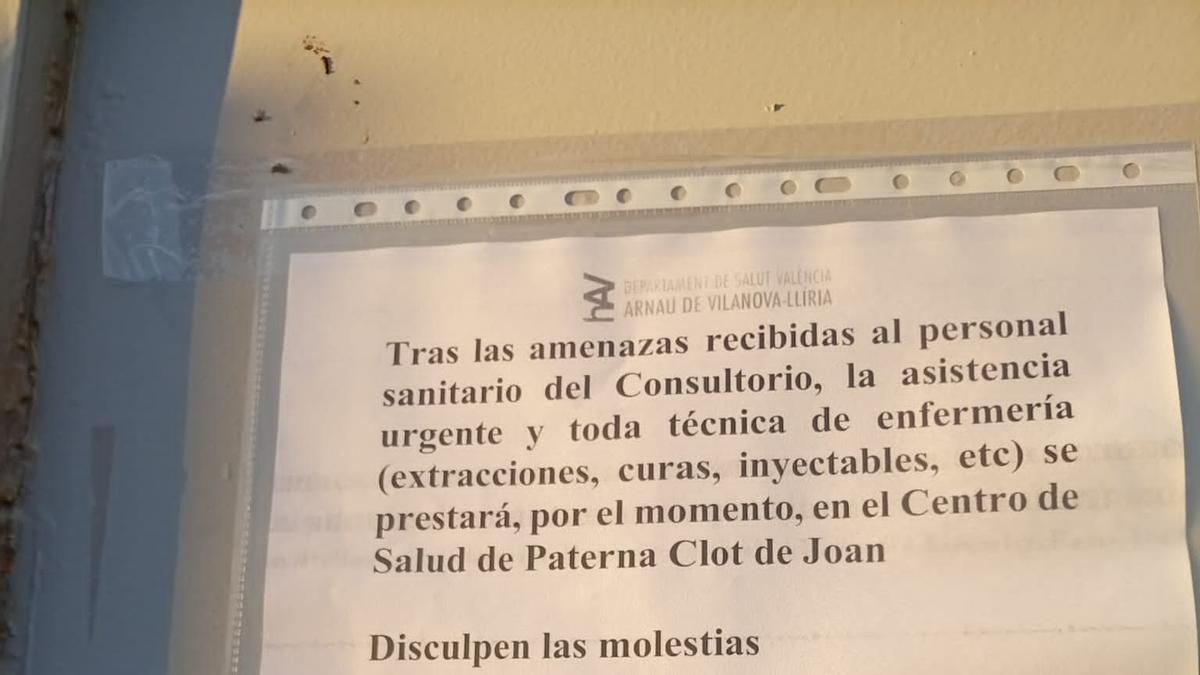 DEPARTAMENT DE SALUT VALÈNCIA
ARNAU DE VILANOVA-LLÍRIA
Tras las amenazas recibidas al personal
sanitario del Consultorio, la asistencia
urgente y toda técnica de enfermería
(extracciones, curas, inyectables, etc) se
prestará, por el momento, en el Centro de
Salud de Paterna Clot de Joan
Disculpen las molestias